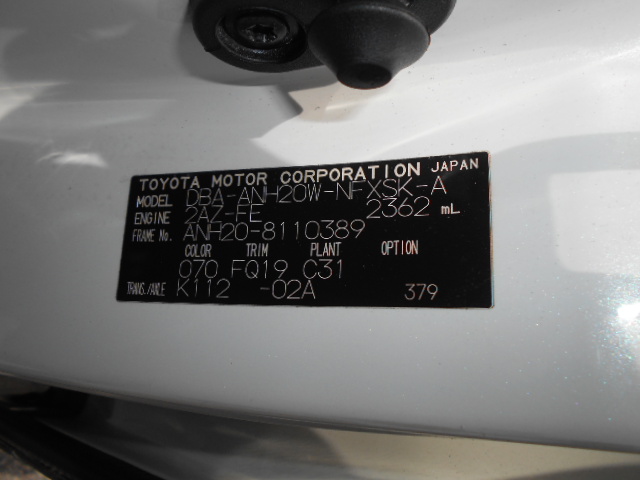 TOYOTA MOTOR CORPORATION JAPAN
MODEL DBA-ANH20W-NFXSK-A
ENGINE 2AZ-FE 2362 mL
FRAME No. ANH20-8110389
COLOR TRIM PLANT OPTION
070 FQ19 C31
TRANS./AXLE K112 -02A 379